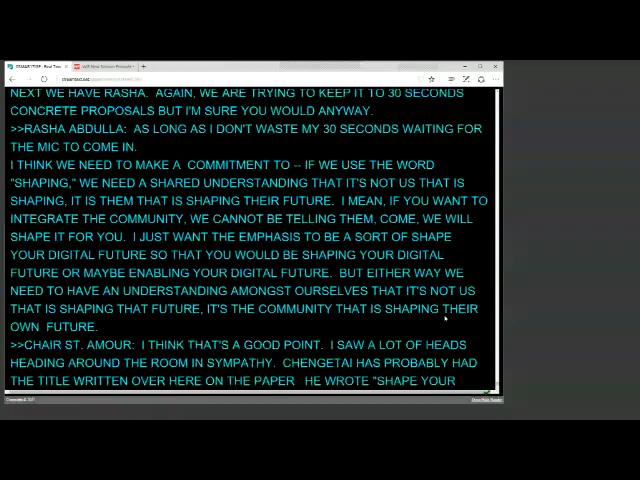 NEXT WE HAVE RASHA.  AGAIN, WE ARE TRYING TO KEEP IT TO 30 SECONDS
CONCRETE PROPOSALS BUT I'M SURE YOU WOULD ANYWAY.
>>RASHA ABDULLA:  AS LONG AS I DON'T WASTE MY 30 SECONDS WAITING FOR
THE MIC TO COME IN.
I THINK WE NEED TO MAKE A  COMMITMENT TO -- IF WE USE THE WORD
"SHAPING," WE NEED A SHARED UNDERSTANDING THAT IT'S NOT US THAT IS
SHAPING, IT IS THEM THAT IS SHAPING THEIR FUTURE.  I MEAN, IF YOU WANT TO
INTEGRATE THE COMMUNITY, WE CANNOT BE TELLING THEM, COME, WE WILL
SHAPE IT FOR YOU.  I JUST WANT THE EMPHASIS TO BE A SORT OF SHAPE
YOUR DIGITAL FUTURE SO THAT YOU WOULD BE SHAPING YOUR DIGITAL
FUTURE OR MAYBE ENABLING YOUR DIGITAL FUTURE.  BUT EITHER WAY WE
NEED TO HAVE AN UNDERSTANDING AMONGST OURSELVES THAT IT'S NOT US
THAT IS SHAPING THAT FUTURE, IT'S THE COMMUNITY THAT IS SHAPING THEIR
OWN  FUTURE.
>>CHAIR ST. AMOUR:  I THINK THAT'S A GOOD POINT.  I SAW A LOT OF HEADS
HEADING AROUND THE ROOM IN SYMPATHY.  CHENGETAI HAS PROBABLY HAD
THE TITLE WRITTEN OVER HERE ON THE PAPER   HE WROTE "SHAPE YOUR